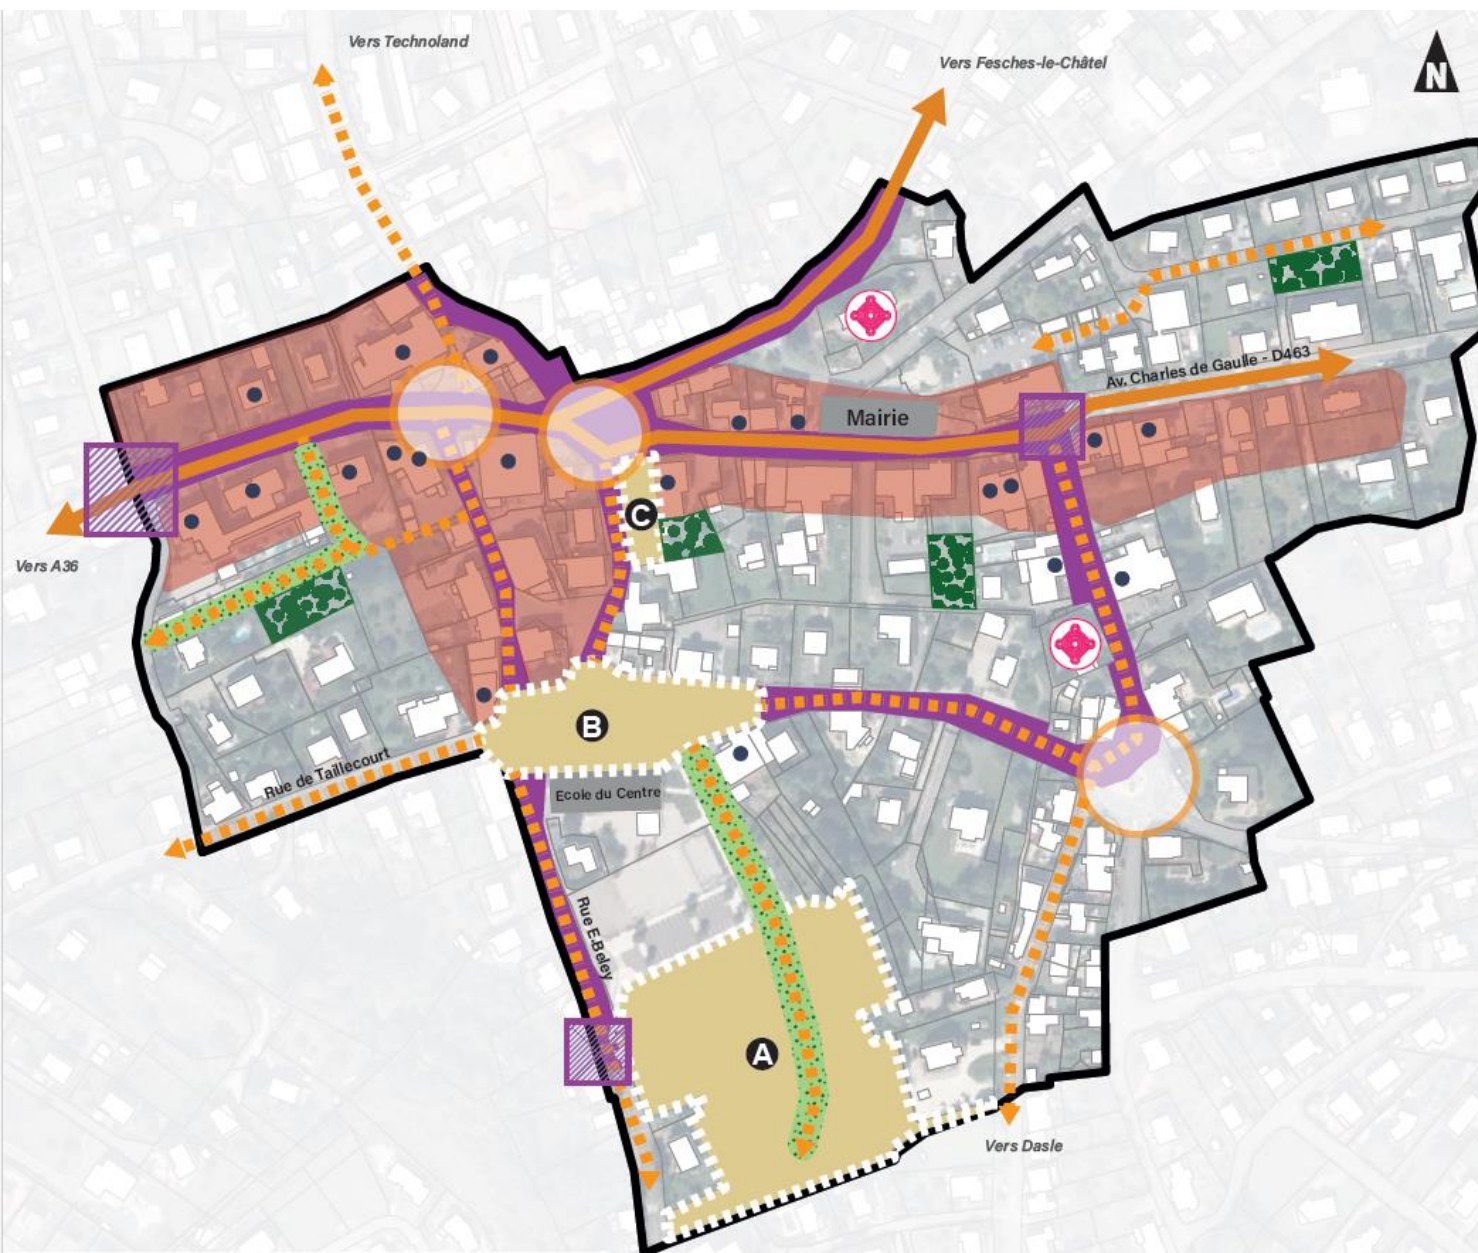 Vers Technoland
Vers Fesches-le-Châtel
N
Av. Charles de Gaulle - D463
Mairie
C
Vers A36
B
Rue de Taillecourt
Ecole du Centre
Rue E.Beley
A
Vers Dasle